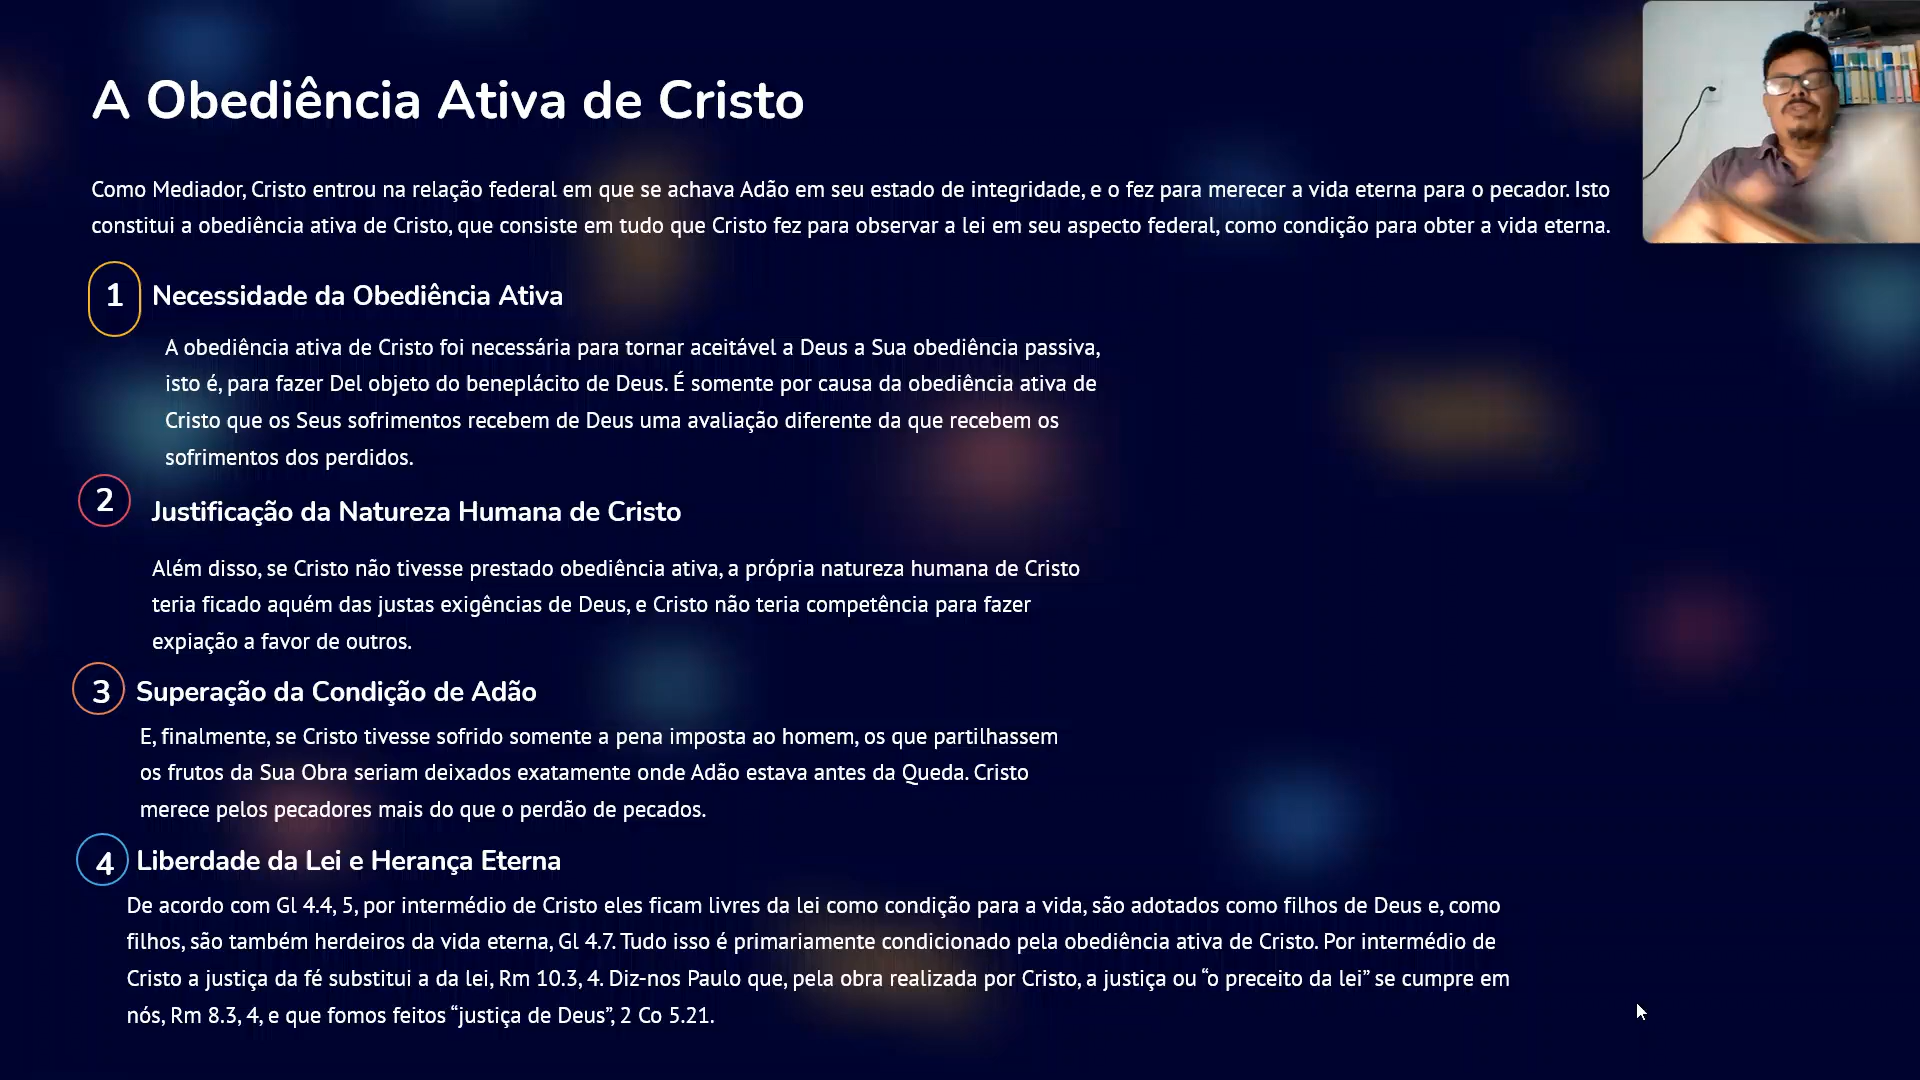 A Obediência Ativa de Cristo
Como Mediador, Cristo entrou na relação federal em que se achava Adão em seu estado de integridade, e o fez para merecer a vida eterna para o pecador. Isto
constitui a obediência ativa de Cristo, que consiste em tudo que Cristo fez para observar a lei em seu aspecto federal, como condição para obter a vida eterna.
1 Necessidade da Obediência Ativa
A obediência ativa de Cristo foi necessária para tornar aceitável a Deus a Sua obediência passiva,
isto é, para fazer Del objeto do beneplácito de Deus. É somente por causa da obediência ativa de
Cristo que os Seus sofrimentos recebem de Deus uma avaliação diferente da que recebem os
sofrimentos dos perdidos.
2 Justificação da Natureza Humana de Cristo
Além disso, se Cristo não tivesse prestado obediência ativa, a própria natureza humana de Cristo
teria ficado aquém das justas exigências de Deus, e Cristo não teria competência para fazer
expiação a favor de outros.
3 Superação da Condição de Adão
E, finalmente, se Cristo tivesse sofrido somente a pena imposta ao homem, os que partilhassem
os frutos da Sua Obra seriam deixados exatamente onde Adão estava antes da Queda. Cristo
merece pelos pecadores mais do que o perdão de pecados.
4 Liberdade da Lei e Herança Eterna
De acordo com Gl 4.4, 5, por intermédio de Cristo eles ficam livres da lei como condição para a vida, são adotados como filhos de Deus e, como
filhos, são também herdeiros da vida eterna, Gl 4.7. Tudo isso é primariamente condicionado pela obediência ativa de Cristo. Por intermédio de
Cristo a justiça da fé substitui a da lei, Rm 10.3, 4. Diz-nos Paulo que, pela obra realizada por Cristo, a justiça ou “o preceito da lei” se cumpre em
nós, Rm 8.3, 4, e que fomos feitos “justiça de Deus”, 2 Co 5.21.